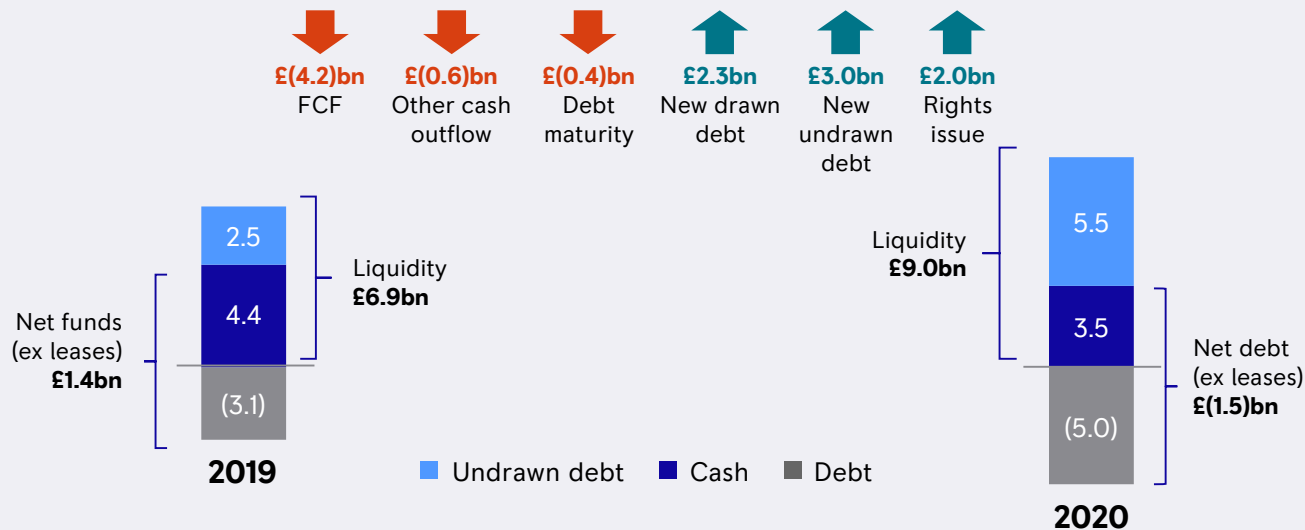 £(4.2)bn
FCF
£(0.6)bn
Other cash
outflow
£(0.4)bn
Debt
maturity
£2.3bn
New drawn
debt
£3.0bn
New
undrawn
debt
£2.0bn
Rights
issue
2.5
4.4
(3.1)
Liquidity
£6.9bn
Net funds
(ex leases)
£1.4bn
2019
Undrawn debt
Cash
Debt
Liquidity
£9.0bn
5.5
3.5
(5.0)
Net debt
(ex leases)
£(1.5)bn
2020